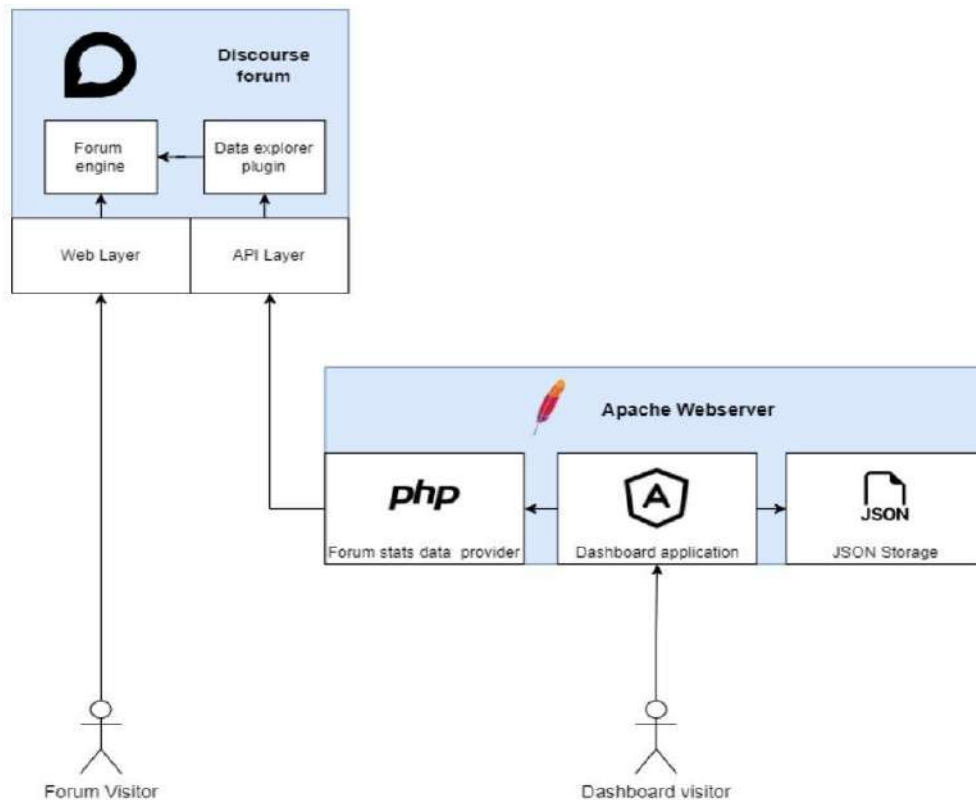 Discourse
forum
Forum
engine
Data explorer
plugin
Web Layer
API Layer
Apache Webserver
php
A
JSON
Forum stats data provider
Dashboard application
JSON Storage
Forum Visitor
Dashboard visitor